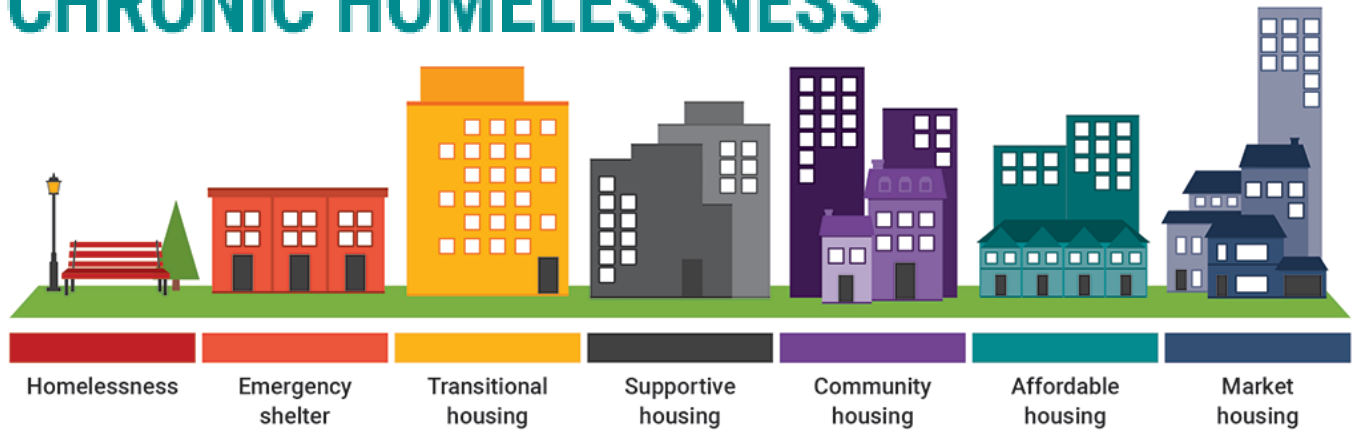 CHRONIC HOMELESSNESS
Homelessness
Emergency
shelter
Transitional
housing
Supportive
housing
Community
housing
Affordable
housing
Market
housing